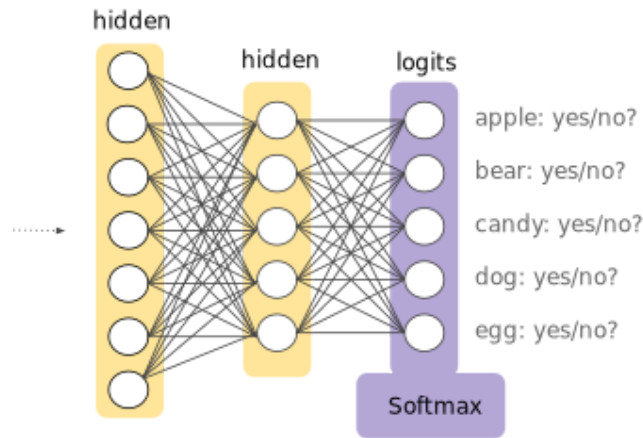 hidden
hidden
logits
apple: yes/no?
bear: yes/no?
candy: yes/no?
dog: yes/no?
egg: yes/no?
Softmax